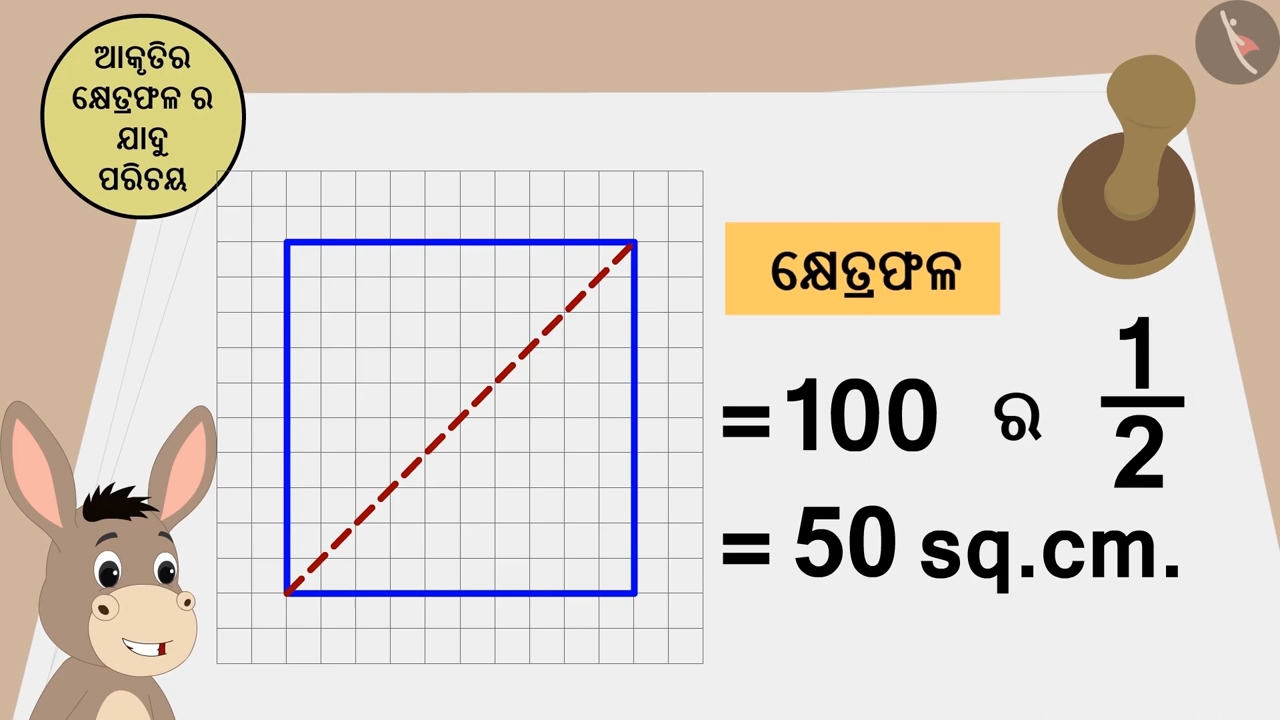 ଆକୃତିର
କ୍ଷେତ୍ରଫଳ ର
ଯାଦୁ
ପରିଚୟ
କ୍ଷେତ୍ରଫଳ
=100 ର 1/2
= 50 sq.cm.